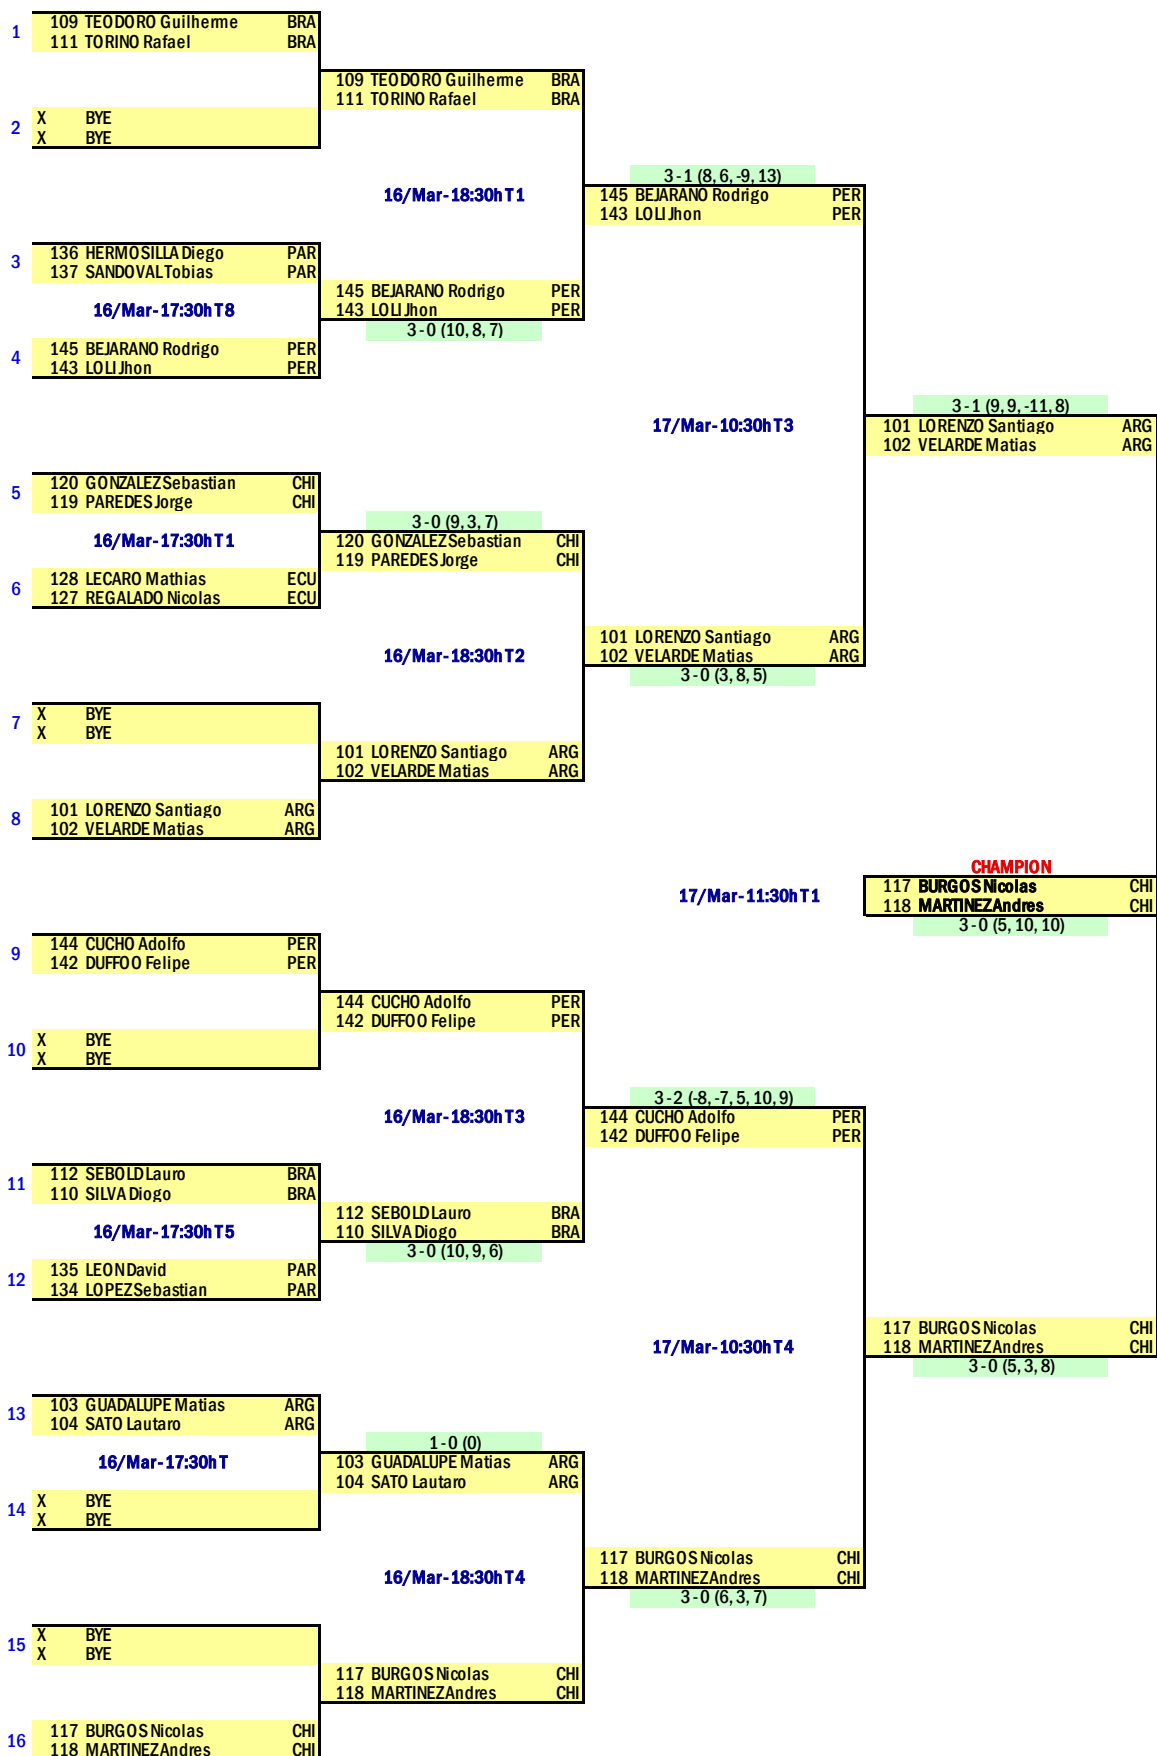 1
109 TEODORO Guilherme BRA
111 TORINO Rafael BRA
109 TEODORO Guilherme BRA
111 TORINO Rafael BRA
2
X BYE
X BYE
16/Mar-18:30h T1
3-1 (8, 6, -9, 13)
145 BEJARANO Rodrigo PER
143 LOLI Jhon PER
3
136 HERMOSILLA Diego PAR
137 SANDOVAL Tobias PAR
16/Mar-17:30h T8
145 BEJARANO Rodrigo PER
143 LOLI Jhon PER
3-0 (10, 8, 7)
4
145 BEJARANO Rodrigo PER
143 LOLI Jhon PER
17/Mar-10:30h T3
3-1 (9, 9, -11, 8)
101 LORENZO Santiago ARG
102 VELARDE Matias ARG
5
120 GONZALEZ Sebastian CHI
119 PAREDES Jorge CHI
16/Mar-17:30h T1
3-0 (9, 3, 7)
120 GONZALEZ Sebastian CHI
119 PAREDES Jorge CHI
6
128 LECARO Mathias ECU
127 REGALADO Nicolas ECU
16/Mar-18:30h T2
101 LORENZO Santiago ARG
102 VELARDE Matias ARG
3-0 (3, 8, 5)
7
X BYE
X BYE
101 LORENZO Santiago ARG
102 VELARDE Matias ARG
8
101 LORENZO Santiago ARG
102 VELARDE Matias ARG
17/Mar-11:30h T1
CHAMPION
117 BURGOS Nicolas CHI
118 MARTINEZ Andres CHI
3-0 (5, 10, 10)
9
144 CUCHO Adolfo PER
142 DUFFOO Felipe PER
144 CUCHO Adolfo PER
142 DUFFOO Felipe PER
10
X BYE
X BYE
16/Mar-18:30h T3
3-2 (-8, -7, 5, 10, 9)
144 CUCHO Adolfo PER
142 DUFFOO Felipe PER
11
112 SEBOLD Lauro BRA
110 SILVA Diogo BRA
16/Mar-17:30h T5
112 SEBOLD Lauro BRA
110 SILVA Diogo BRA
3-0 (10, 9, 6)
12
135 LEON David PAR
134 LOPEZ Sebastian PAR
17/Mar-10:30h T4
117 BURGOS Nicolas CHI
118 MARTINEZ Andres CHI
3-0 (5, 3, 8)
13
103 GUADALUPE Matias ARG
104 SATO Lautaro ARG
16/Mar-17:30h T
1-0 (0)
103 GUADALUPE Matias ARG
104 SATO Lautaro ARG
14
X BYE
X BYE
16/Mar-18:30h T4
117 BURGOS Nicolas CHI
118 MARTINEZ Andres CHI
3-0 (6, 3, 7)
15
X BYE
X BYE
117 BURGOS Nicolas CHI
118 MARTINEZ Andres CHI
16
117 BURGOS Nicolas CHI
118 MARTINEZ Andres CHI